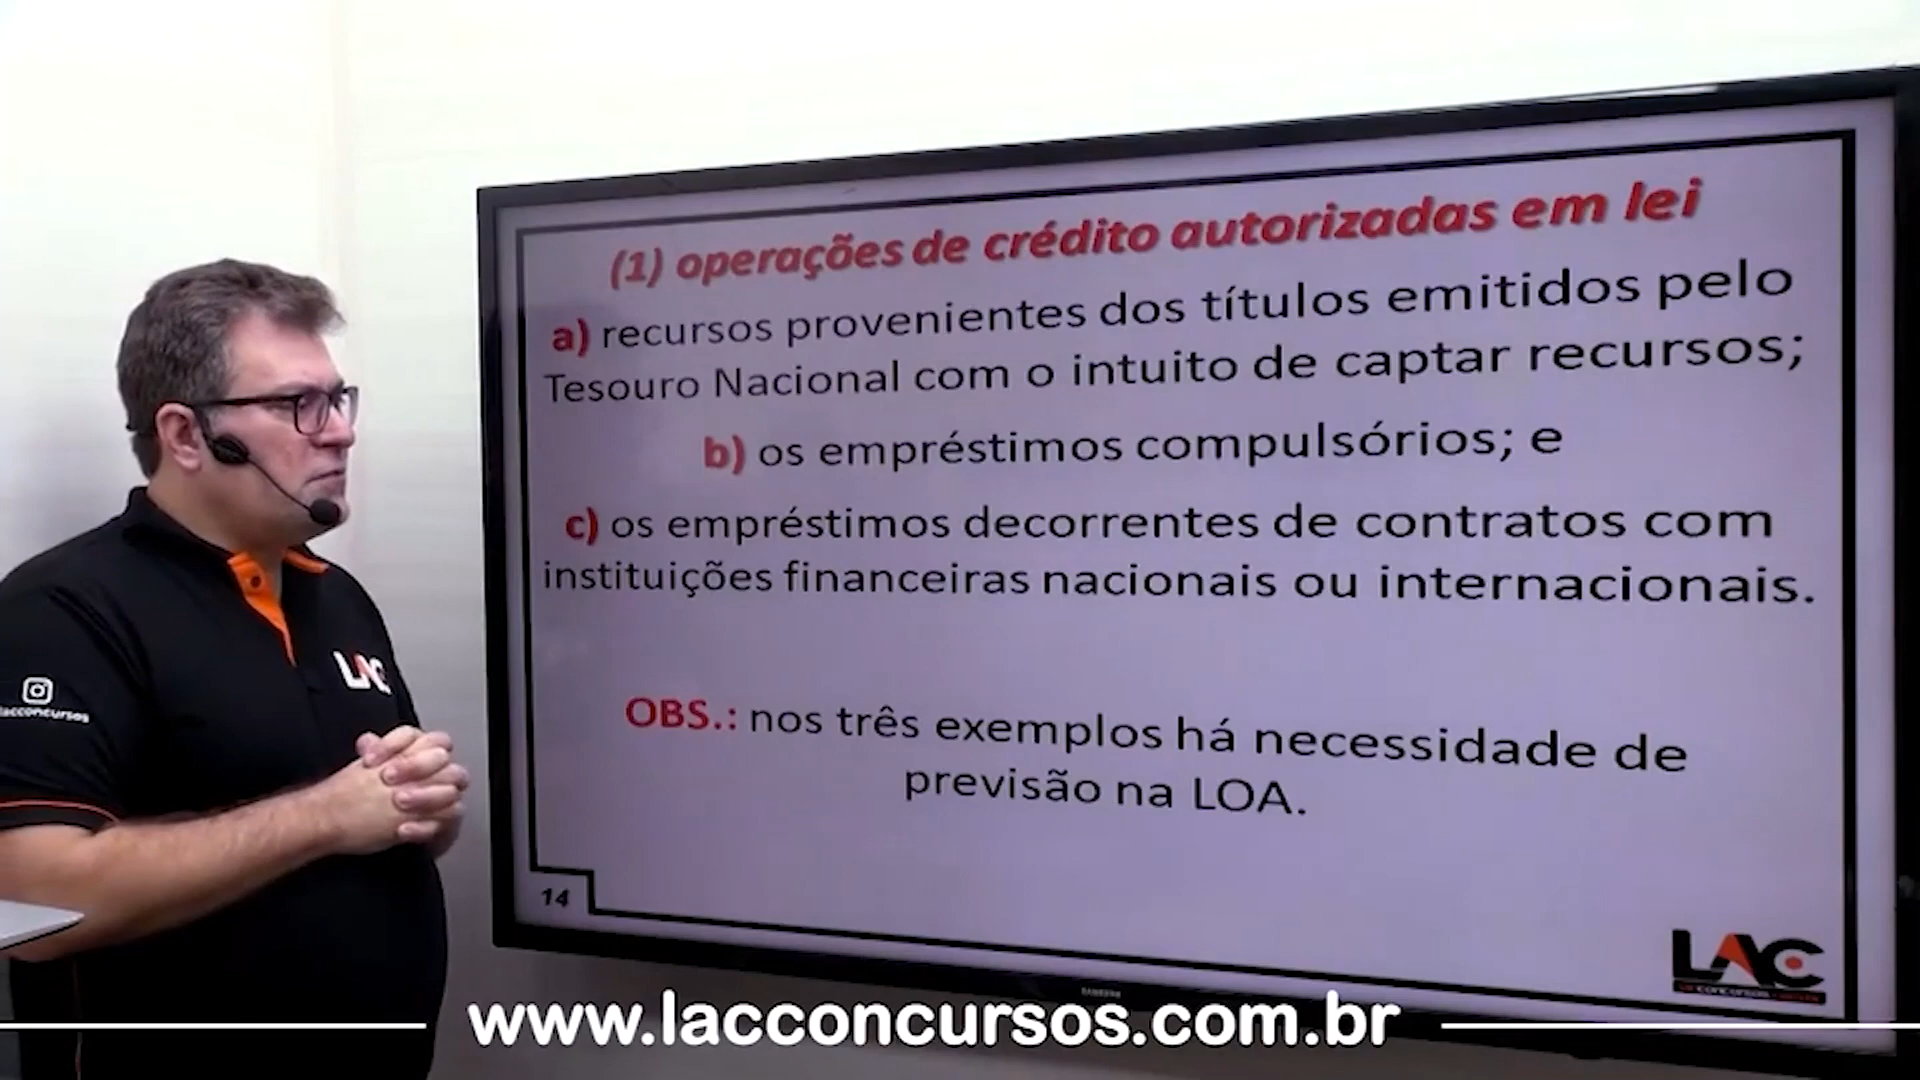 (1) operações de crédito autorizadas em lei
a) recursos provenientes dos títulos emitidos pelo
Tesouro Nacional com o intuito de captar recursos;
b) os empréstimos compulsórios; e
c) os empréstimos decorrentes de contratos com
instituições financeiras nacionais ou internacionais.
OBS.: nos três exemplos há necessidade de
previsão na LOA.
14
LAC
LAC
lacconcursos
SAMSUNG
www.lacconcursos.com.br